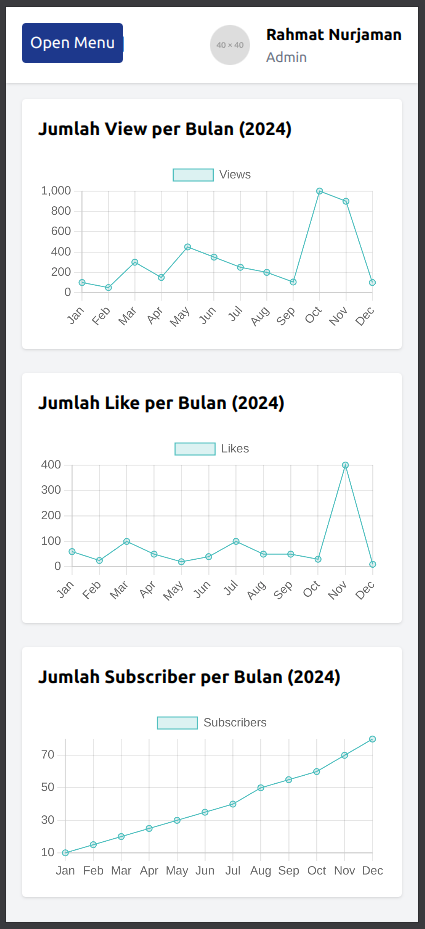 Open Menu
40 × 40
Rahmat Nurjaman
Admin
Jumlah View per Bulan (2024)
Views
1,000
800
600
400
200
0
Jan Feb Mar Apr May Jun Jul Aug Sep Oct Nov Dec
Jumlah Like per Bulan (2024)
Likes
400
300
200
100
0
Jan Feb Mar Apr May Jun Jul Aug Sep Oct Nov Dec
Jumlah Subscriber per Bulan (2024)
Subscribers
70
50
30
10
Jan Feb Mar Apr May Jun Jul Aug Sep Oct Nov Dec